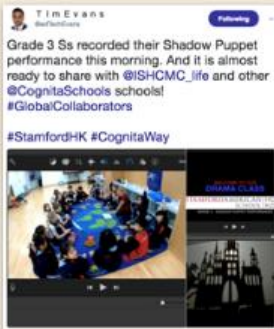 Tim Evans
Following
Grade 3 Ss recorded their Shadow Puppet
performance this morning. And it is almost
ready to share with @ISHCMC_life and other
@CognitaSchools schools!
#GlobalCollaborators
#StamfordHK #CognitaWay
DRAMA CLASS